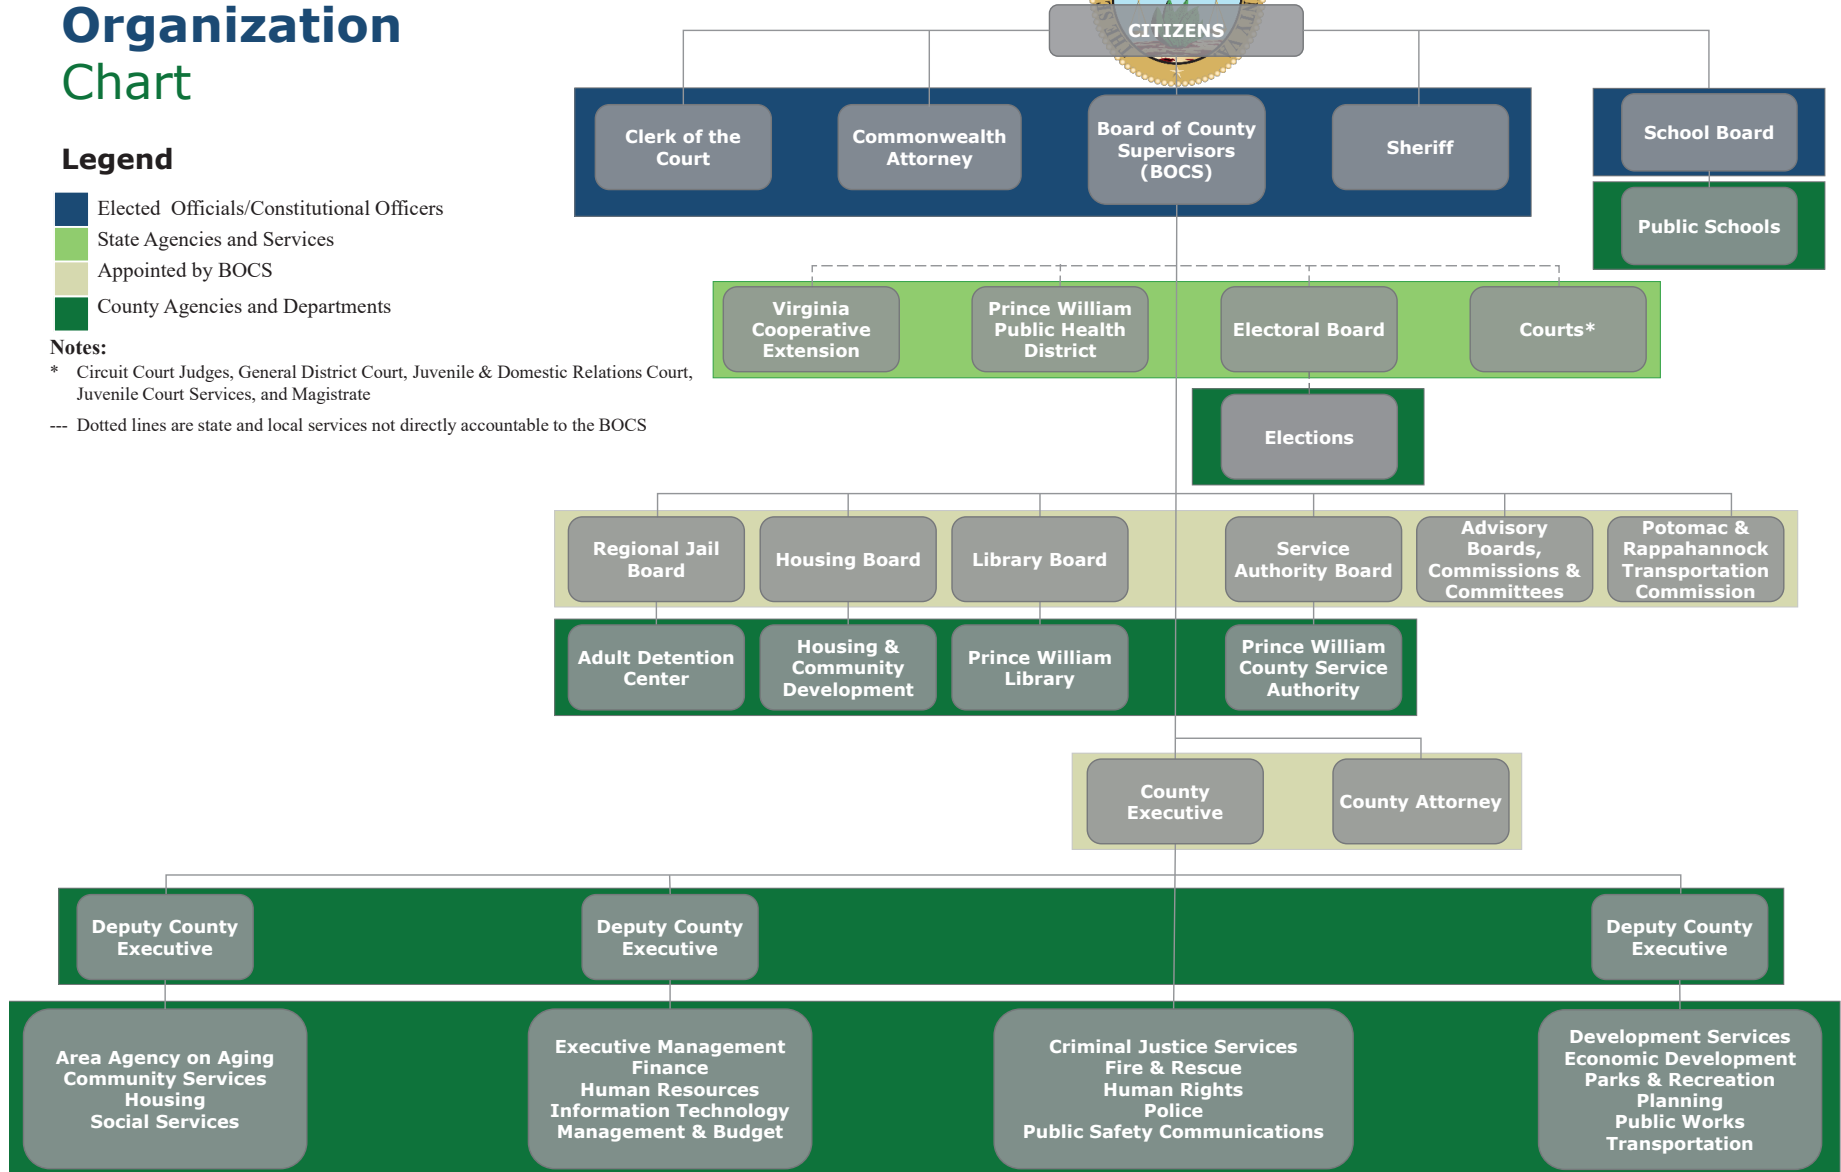 Organization
Chart
Legend
Elected  Officials/Constitutional Officers
State Agencies and Services
Appointed by BOCS
County Agencies and Departments
Notes:
* Circuit Court Judges, General District Court, Juvenile & Domestic Relations Court,
Juvenile Court Services, and Magistrate
--- Dotted lines are state and local services not directly accountable to the BOCS
CITIZENS
Clerk of the
Court
Commonwealth
Attorney
Board of County
Supervisors
(BOCS)
Sheriff
School Board
Public Schools
Virginia
Cooperative
Extension
Prince William
Public Health
District
Electoral Board
Courts*
Elections
Regional Jail
Board
Housing Board
Library Board
Service
Authority Board
Advisory
Boards,
Commissions &
Committees
Potomac &
Rappahannock
Transportation
Commission
Adult Detention
Center
Housing &
Community
Development
Prince William
Library
Prince William
County Service
Authority
County
Executive
County Attorney
Deputy County
Executive
Deputy County
Executive
Deputy County
Executive
Area Agency on Aging
Community Services
Housing
Social Services
Executive Management
Finance
Human Resources
Information Technology
Management & Budget
Criminal Justice Services
Fire & Rescue
Human Rights
Police
Public Safety Communications
Development Services
Economic Development
Parks & Recreation
Planning
Public Works
Transportation